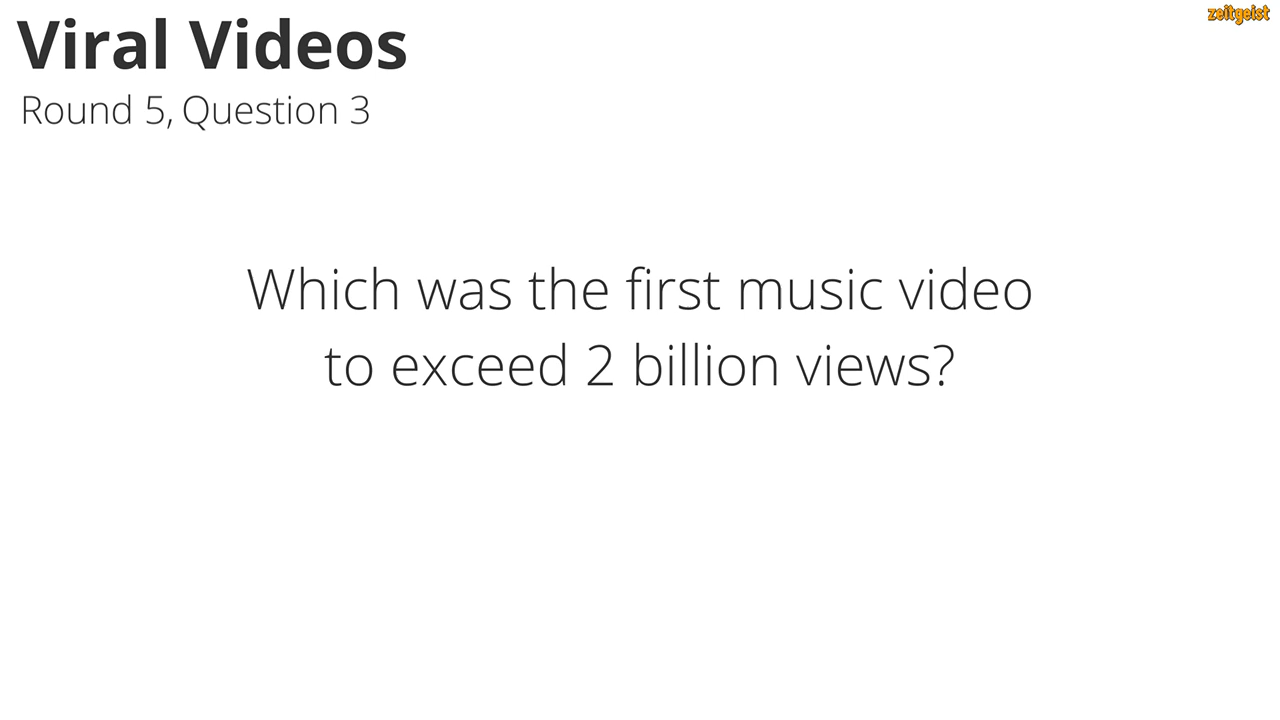 zeitgeist
Viral Videos
Round 5, Question 3
Which was the first music video
to exceed 2 billion views?